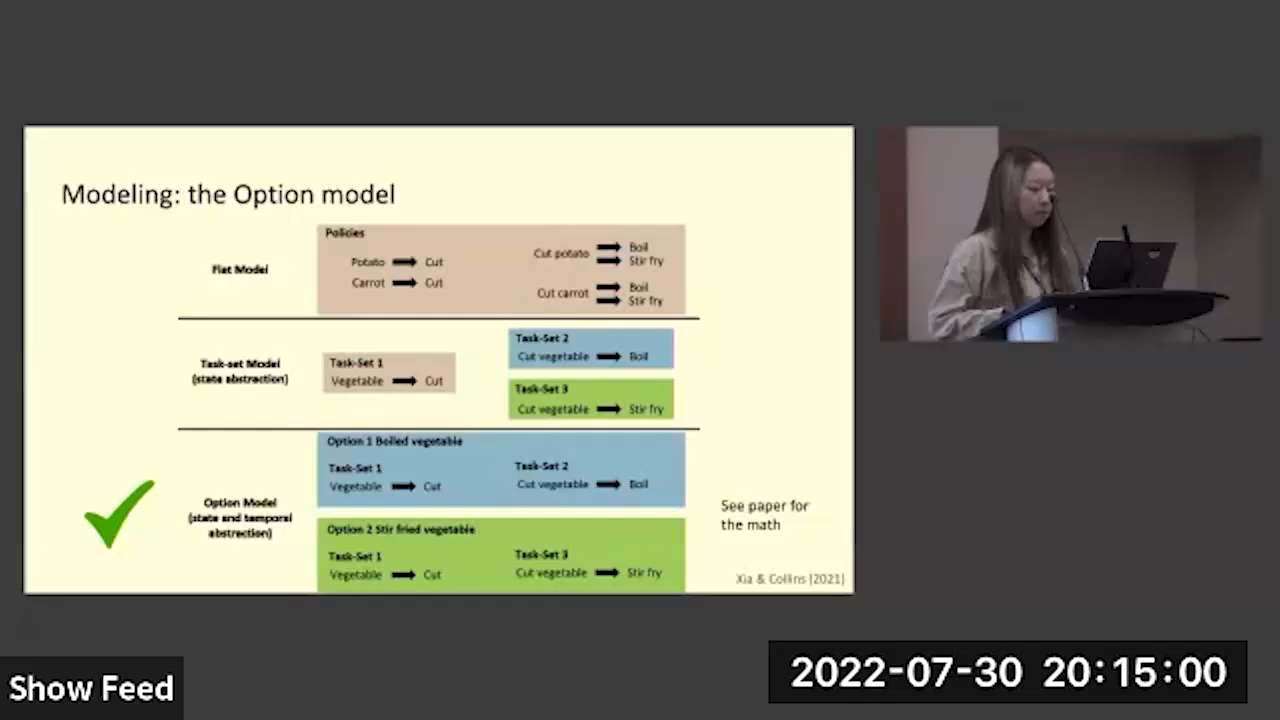 Modeling: the Option model
Flat Model
Policies
Potato Cut
Carrot Cut
Cut potato Boil
Stir fry
Cut carrot Boil
Stir fry
Task-set Model
(state abstraction)
Task-Set 1
Vegetable Cut
Task-Set 2
Cut vegetable Boil
Task-Set 3
Cut vegetable Stir fry
Option Model
(state and temporal
abstraction)
Option 1 Boiled vegetable
Task-Set 1
Vegetable Cut
Task-Set 2
Cut vegetable Boil
Option 2 Stir fried vegetable
Task-Set 1
Vegetable Cut
Task-Set 3
Cut vegetable Stir fry
See paper for
the math
Xia & Collins (2021)
Show Feed
2022-07-30 20:15:00